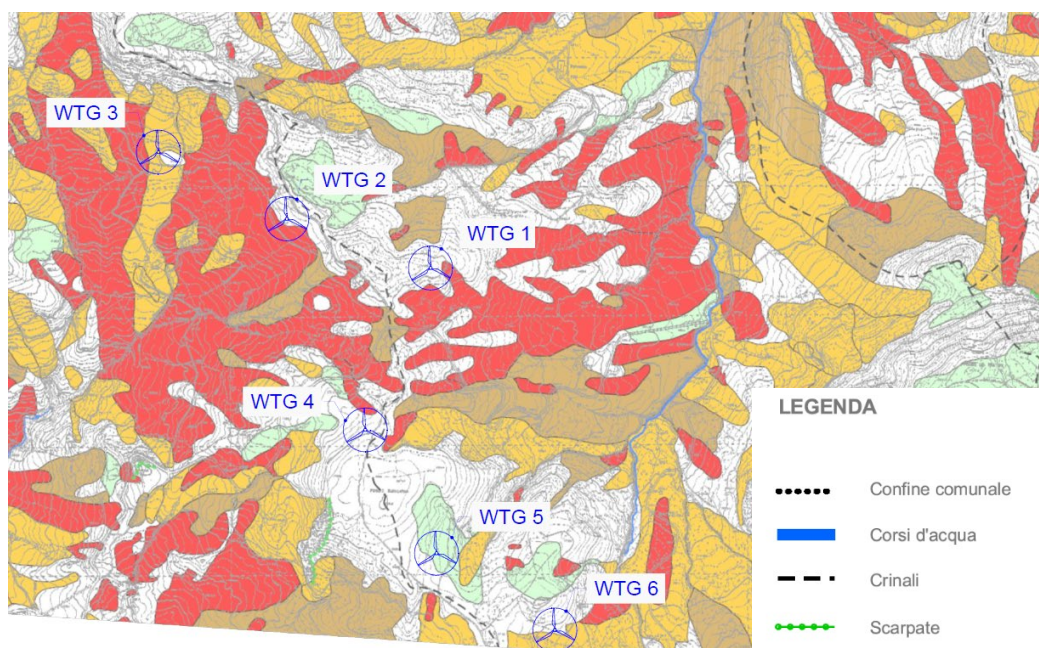 WTG 3
WTG 2
WTG 1
WTG 4
WTG 5
WTG 6
LEGENDA
Confine comunale
Corsi d'acqua
Crinali
Scarpate